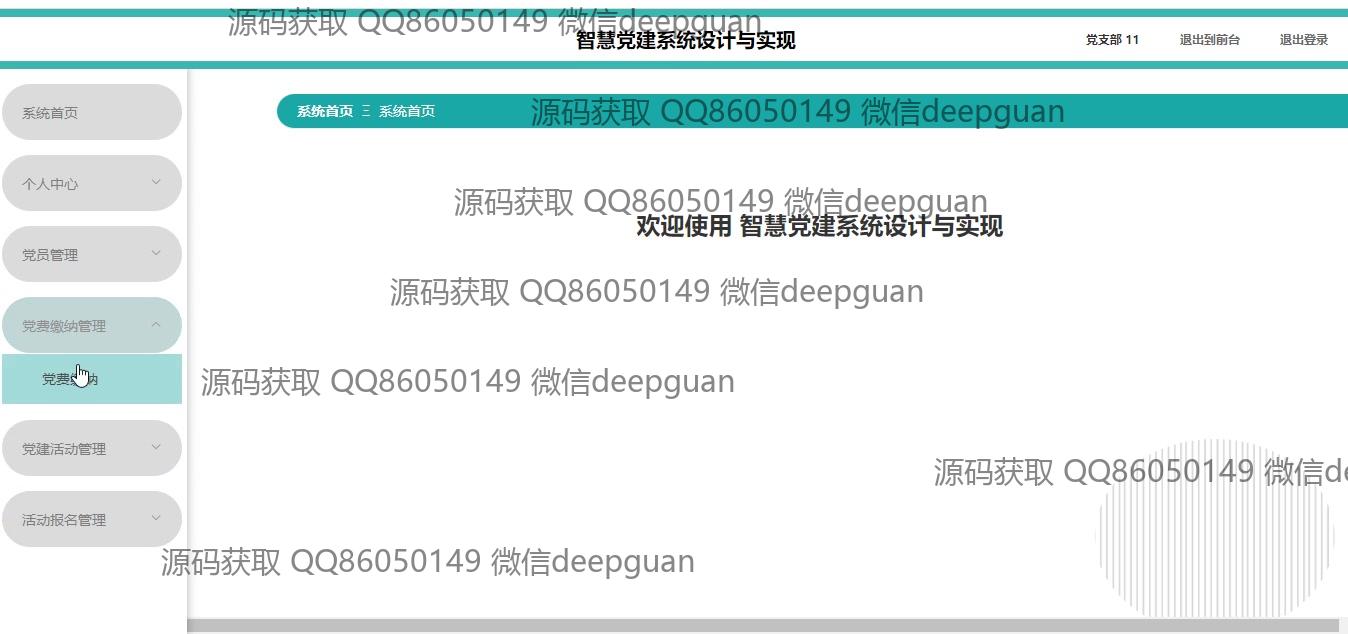 源码获取 QQ86050149 微信deepguan
智慧党建系统设计与实现
党支部 11
退出到前台
退出登录
系统首页
系统首页 Ξ 系统首页
源码获取 QQ86050149 微信deepguan
个人中心
源码获取 QQ86050149 微信deepguan
欢迎使用 智慧党建系统设计与实现
党员管理
源码获取 QQ86050149 微信deepguan
党费缴纳管理
党费缴纳
源码获取 QQ86050149 微信deepguan
党建活动管理
源码获取 QQ86050149 微信de
活动报名管理
源码获取 QQ86050149 微信deepguan